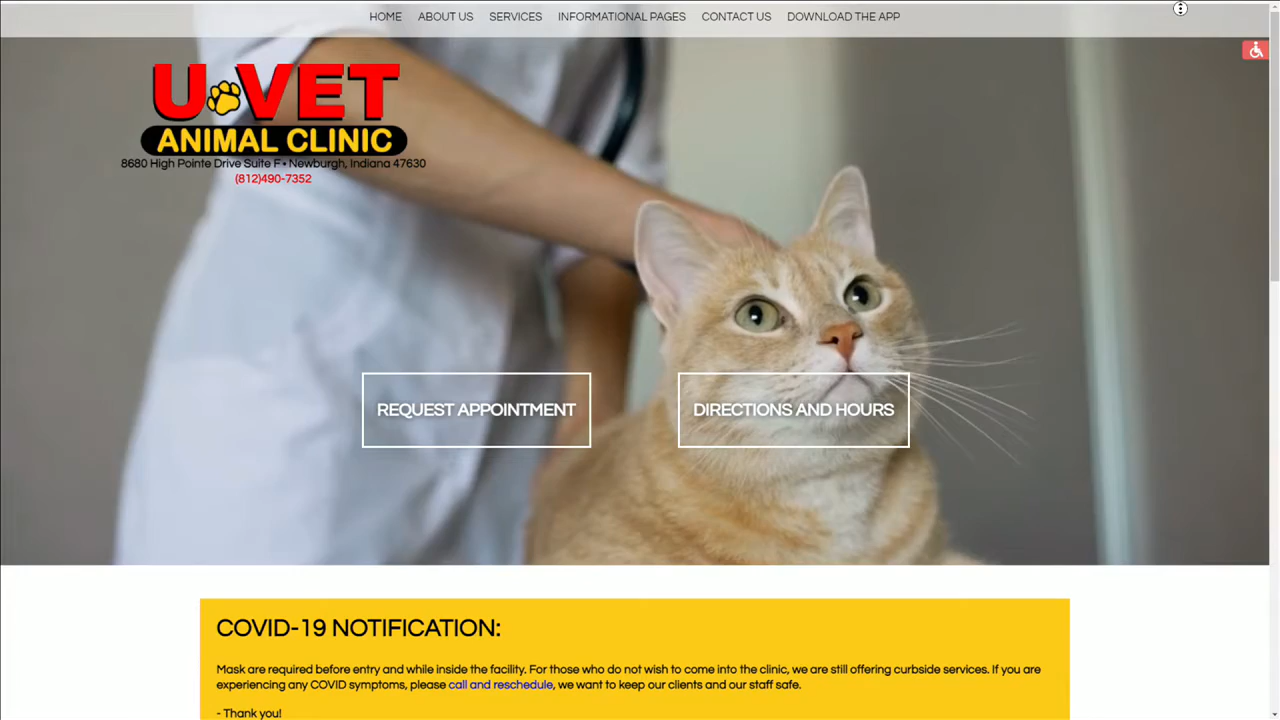 HOME ABOUT US SERVICES INFORMATIONAL PAGES CONTACT US DOWNLOAD THE APP
U VET
ANIMAL CLINIC
8680 High Pointe Drive Suite F • Newburgh, Indiana 47630
(812)490-7352
REQUEST APPOINTMENT DIRECTIONS AND HOURS
COVID-19 NOTIFICATION:
Mask are required before entry and while inside the facility. For those who do not wish to come into the clinic, we are still offering curbside services. If you are
experiencing any COVID symptoms, please call and reschedule, we want to keep our clients and our staff safe.
- Thank you!